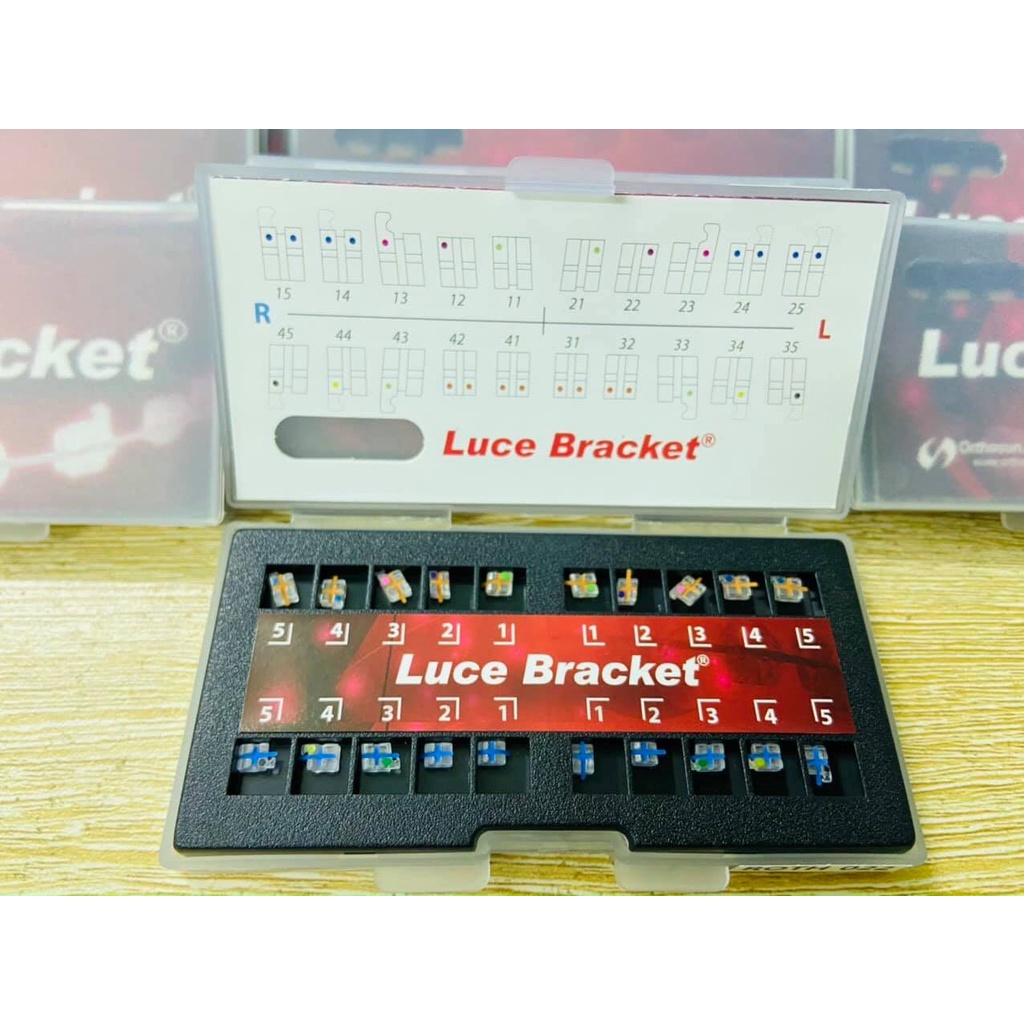 15 14 13 12 11 21 22 23 24 25
R L
45 44 43 42 41 31 32 33 34 35
Luce Bracket®
cket®
Luc
5 4 3 2 1 1 2 3 4 5
Luce Bracket®
5 4 3 2 1 1 2 3 4 5